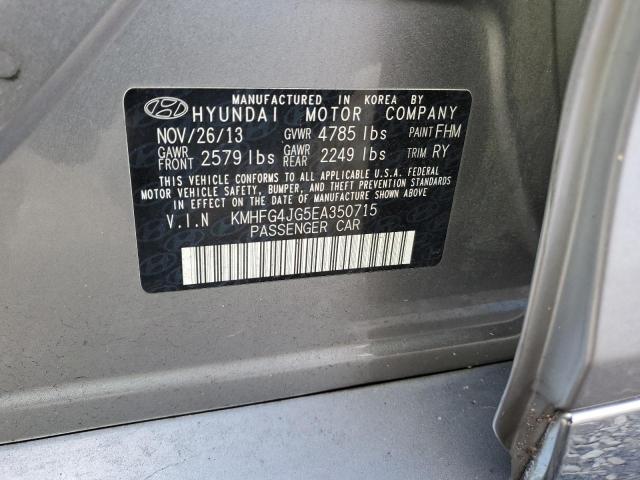 MANUFACTURED IN KOREA BY
HYUNDAI MOTOR COMPANY
NOV/26/13 GVWR 4785 lbs PAINT FHM
GAWR FRONT 2579 lbs GAWR REAR 2249 lbs TRIM RY
THIS VEHICLE CONFORMS TO ALL APPLICABLE U.S.A. FEDERAL
MOTOR VEHICLE SAFETY, BUMPER, AND THEFT PREVENTION STANDARDS
IN EFFECT ON THE DATE OF MANUFACTURE SHOWN ABOVE
V.I.N KMHFG4JG5EA350715
PASSENGER CAR